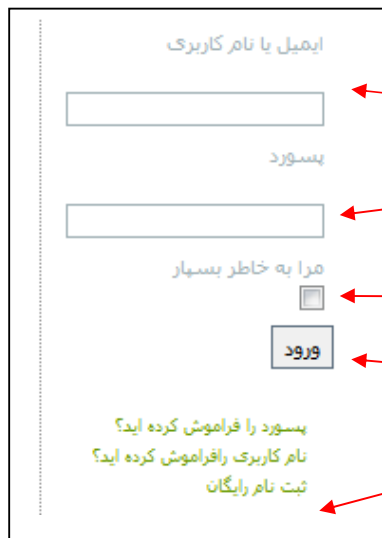 ایمیل یا نام کاربری
پسورد
مرا به خاطر بسپار
ورود
پسورد را فراموش کرده اید؟
نام کاربری رافراموش کرده اید؟
ثبت نام رایگان